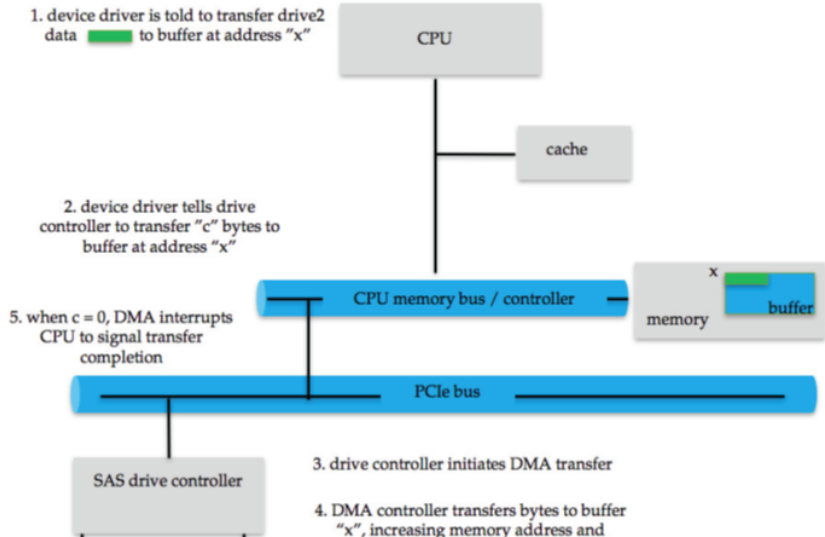 1. device driver is told to transfer drive2
data to buffer at address "x"
CPU
cache
2. device driver tells drive
controller to transfer "c" bytes to
buffer at address "x"
CPU memory bus / controller
x
buffer
memory
5. when c = 0, DMA interrupts
CPU to signal transfer
completion
PCIe bus
SAS drive controller
3. drive controller initiates DMA transfer
4. DMA controller transfers bytes to buffer
"x", increasing memory address and